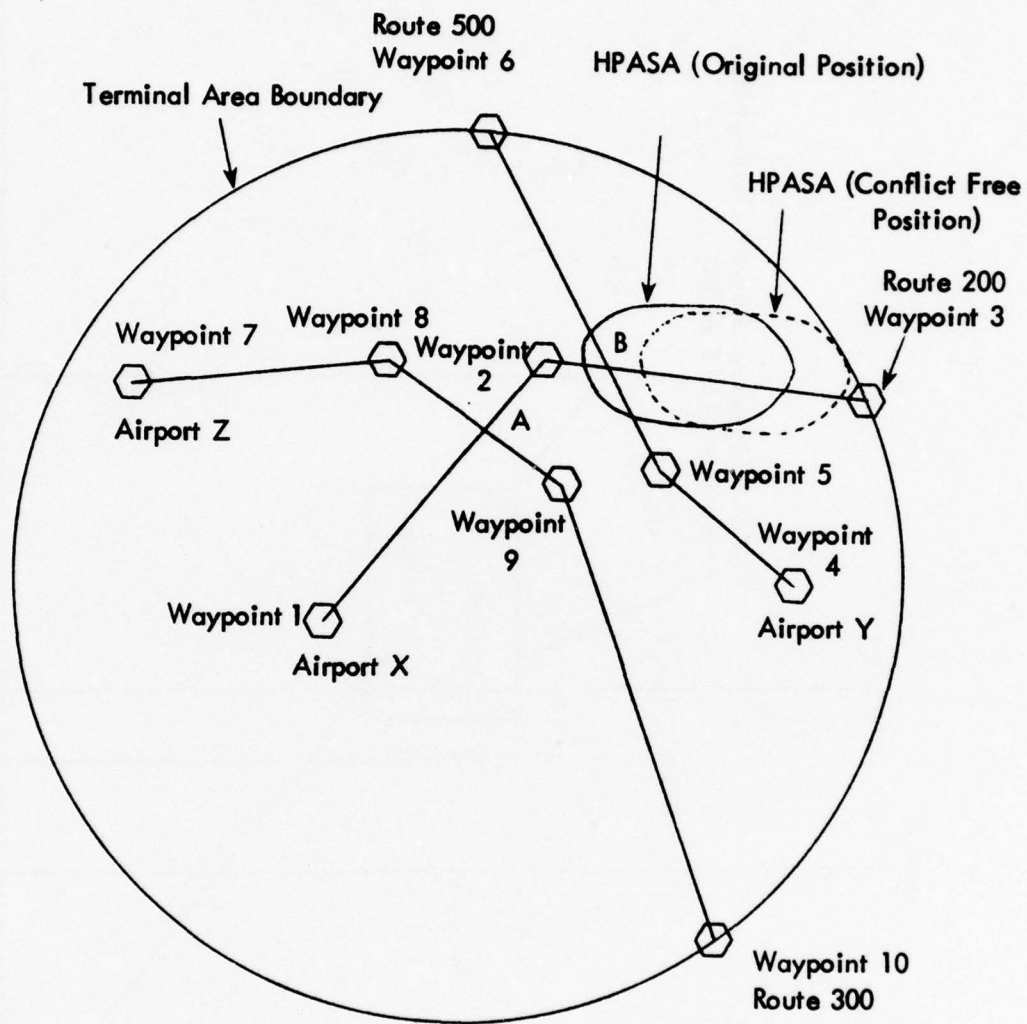 Route 500
Waypoint 6
HPASA (Original Position)
Terminal Area Boundary
HPASA (Conflict Free
Position)
Route 200
Waypoint 3
Waypoint 7
Waypoint 8
Waypoint
2
B
A
Airport Z
Waypoint 5
Waypoint
9
Waypoint
4
Waypoint 1
Airport X
Airport Y
Waypoint 10
Route 300